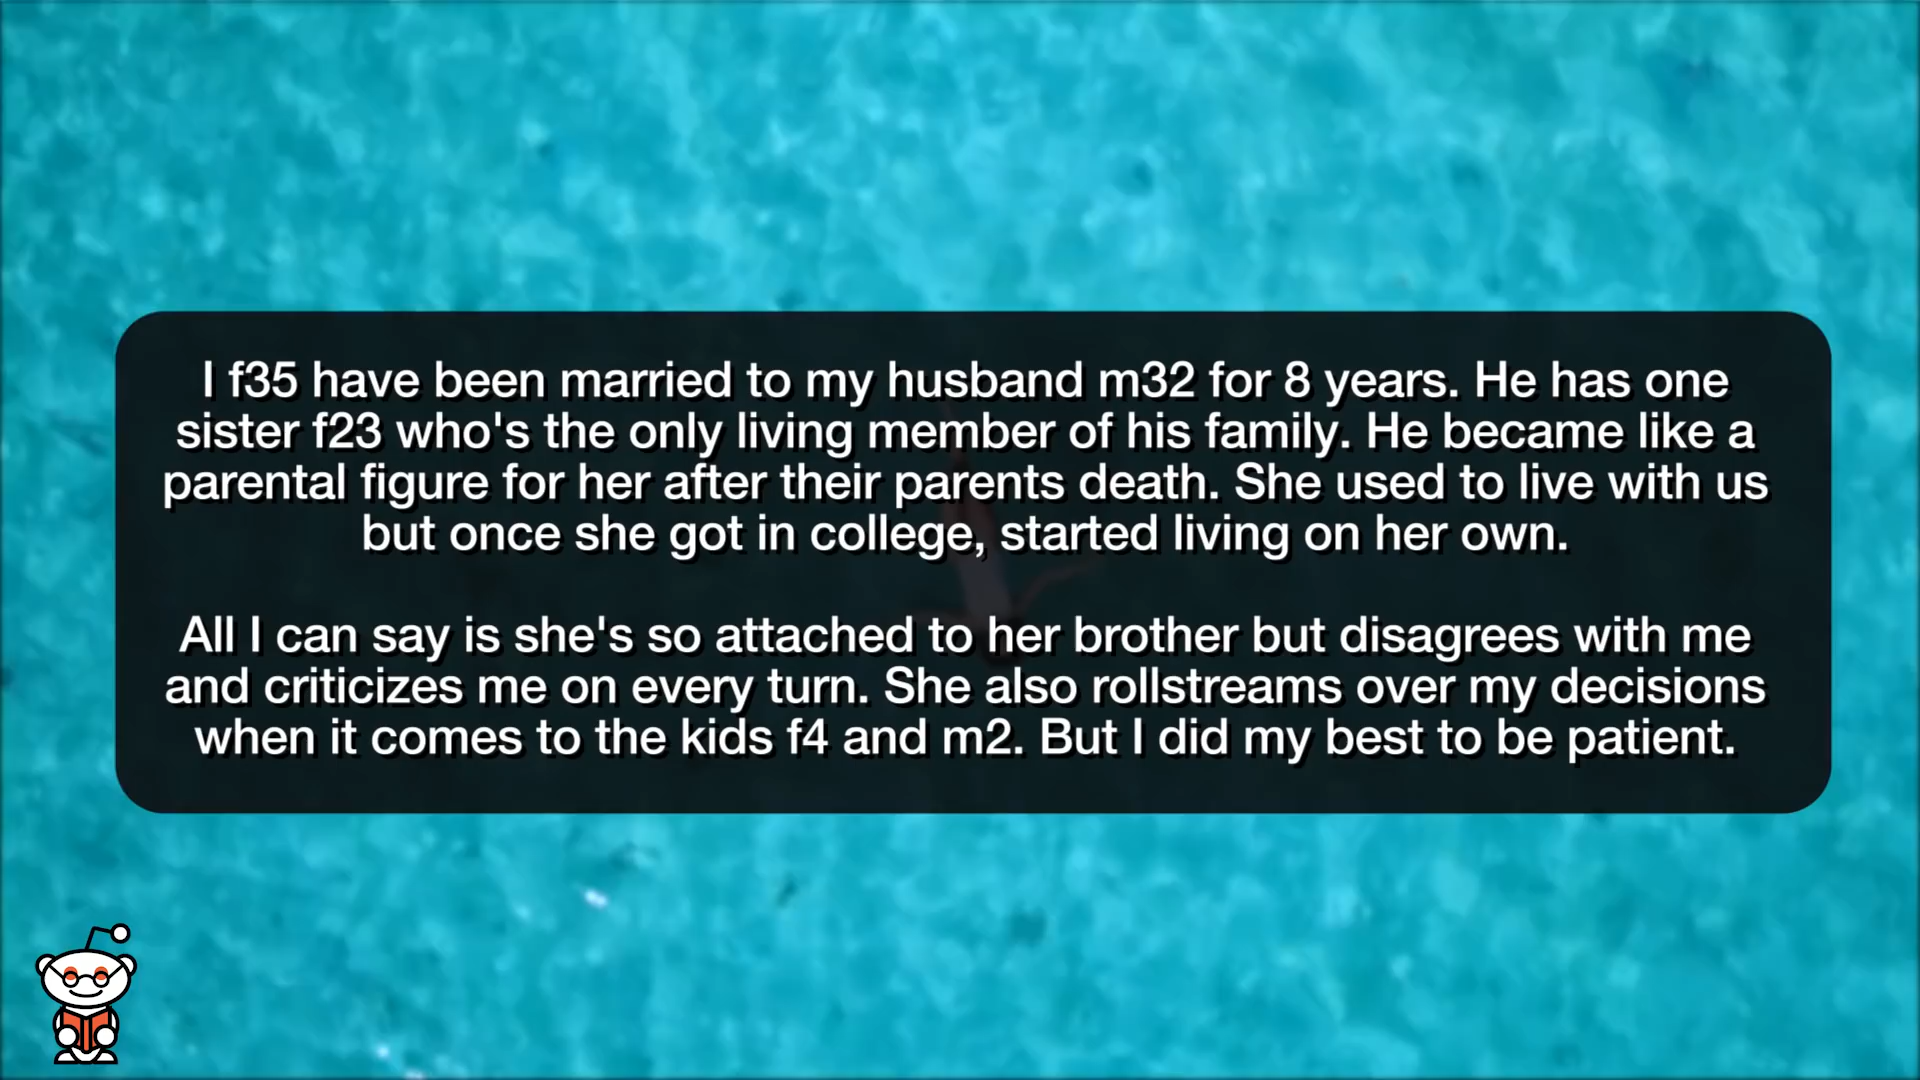 I f35 have been married to my husband m32 for 8 years. He has one
sister f23 who's the only living member of his family. He became like a
parental figure for her after their parents death. She used to live with us
but once she got in college, started living on her own.
All I can say is she's so attached to her brother but disagrees with me
and criticizes me on every turn. She also rollstreams over my decisions
when it comes to the kids f4 and m2. But I did my best to be patient.